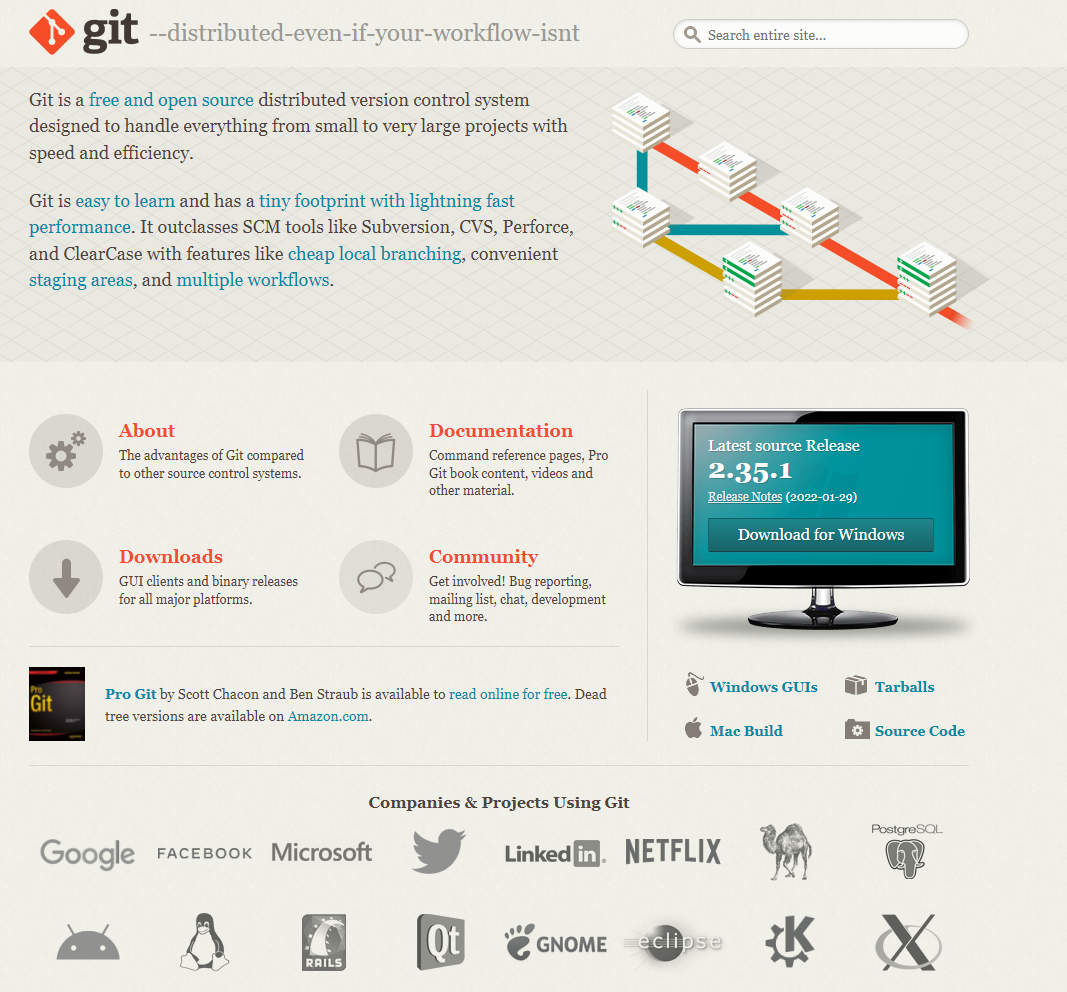 git --distributed-even-if-your-workflow-isnt
Search entire site...
Git is a free and open source distributed version control system
designed to handle everything from small to very large projects with
speed and efficiency.
Git is easy to learn and has a tiny footprint with lightning fast
performance. It outclasses SCM tools like Subversion, CVS, Perforce,
and ClearCase with features like cheap local branching, convenient
staging areas, and multiple workflows.
About
The advantages of Git compared
to other source control systems.
Documentation
Command reference pages, Pro
Git book content, videos and
other material.
Downloads
GUI clients and binary releases
for all major platforms.
Community
Get involved! Bug reporting,
mailing list, chat, development
and more.
Pro
Git
Pro Git by Scott Chacon and Ben Straub is available to read online for free. Dead
tree versions are available on Amazon.com.
Latest source Release
2.35.1
Release Notes (2022-01-29)
Download for Windows
Windows GUIs
Tarballs
Mac Build
Source Code
Companies & Projects Using Git
Google FACEBOOK Microsoft Linked in. NETFLIX PostgreSQL
RAILS Qt GNOME eclipse K X